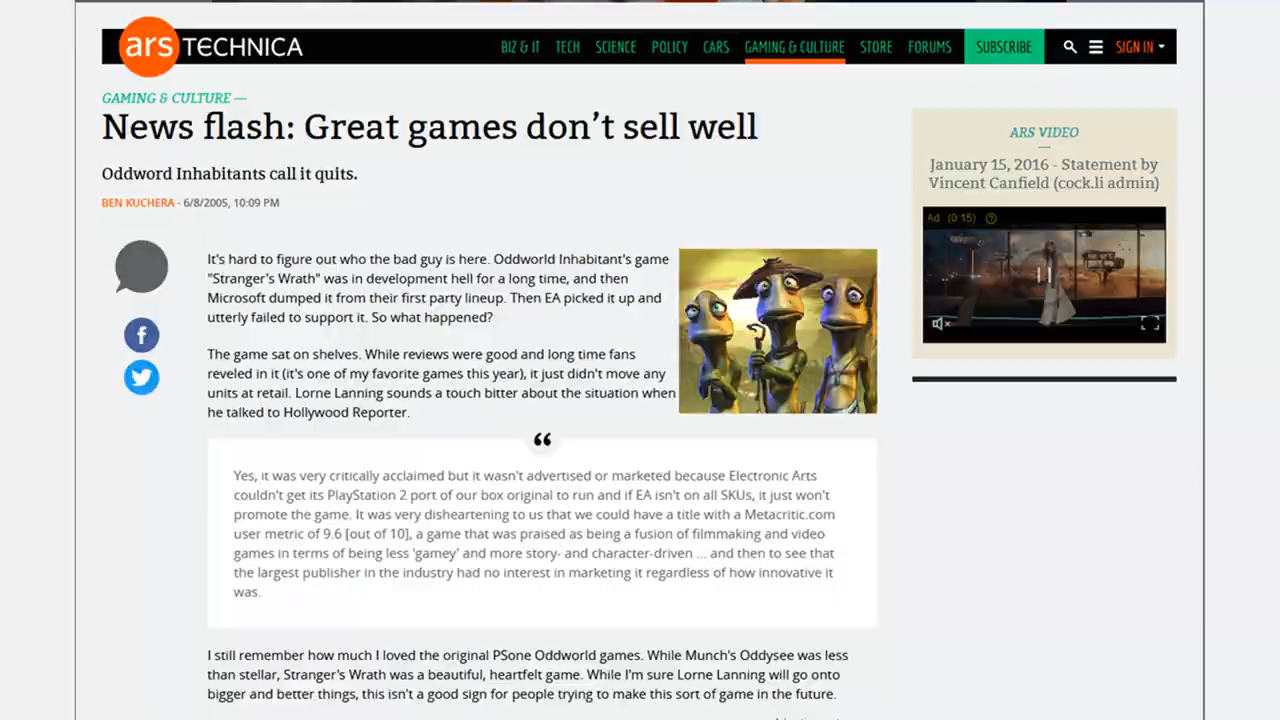 ars TECHNICA
BIZ & IT TECH SCIENCE POLICY CARS GAMING & CULTURE STORE FORUMS SUBSCRIBE SIGN IN
GAMING & CULTURE —
News flash: Great games don't sell well
Oddword Inhabitants call it quits.
BEN KUCHERA - 6/8/2005, 10:09 PM
It's hard to figure out who the bad guy is here. Oddworld Inhabitant's game
"Stranger's Wrath" was in development hell for a long time, and then
Microsoft dumped it from their first party lineup. Then EA picked it up and
utterly failed to support it. So what happened?
The game sat on shelves. While reviews were good and long time fans
reveled in it (it's one of my favorite games this year), it just didn't move any
units at retail. Lorne Lanning sounds a touch bitter about the situation when
he talked to Hollywood Reporter.
“
Yes, it was very critically acclaimed but it wasn't advertised or marketed because Electronic Arts
couldn't get its PlayStation 2 port of our box original to run and if EA isn't on all SKUs, it just won't
promote the game. It was very disheartening to us that we could have a title with a Metacritic.com
user metric of 9.6 [out of 10], a game that was praised as being a fusion of filmmaking and video
games in terms of being less 'gamey' and more story- and character-driven ... and then to see that
the largest publisher in the industry had no interest in marketing it regardless of how innovative it
was.
I still remember how much I loved the original PSone Oddworld games. While Munch's Oddysee was less
than stellar, Stranger's Wrath was a beautiful, heartfelt game. While I'm sure Lorne Lanning will go onto
bigger and better things, this isn't a good sign for people trying to make this sort of game in the future.
ARS VIDEO
—
January 15, 2016 - Statement by
Vincent Canfield (cock.li admin)
Ad (0:15) ?